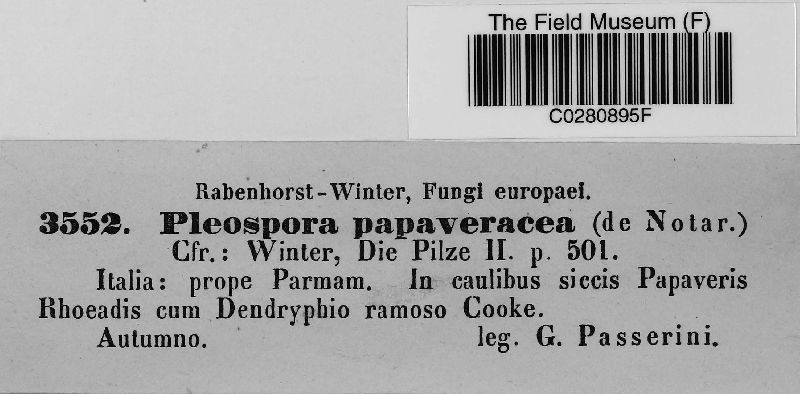 The Field Museum (F)
C0280895F
Rabenhorst-Winter, Fungi europaei.
3552. Pleospora papaveracea (de Notar.)
Cfr.: Winter, Die Pilze II. p. 501.
Italia: prope Parmam. In caulibus siccis Papaveris
Rhoeadis cum Dendryphio ramoso Cooke.
Autumno. leg. G. Passerini.